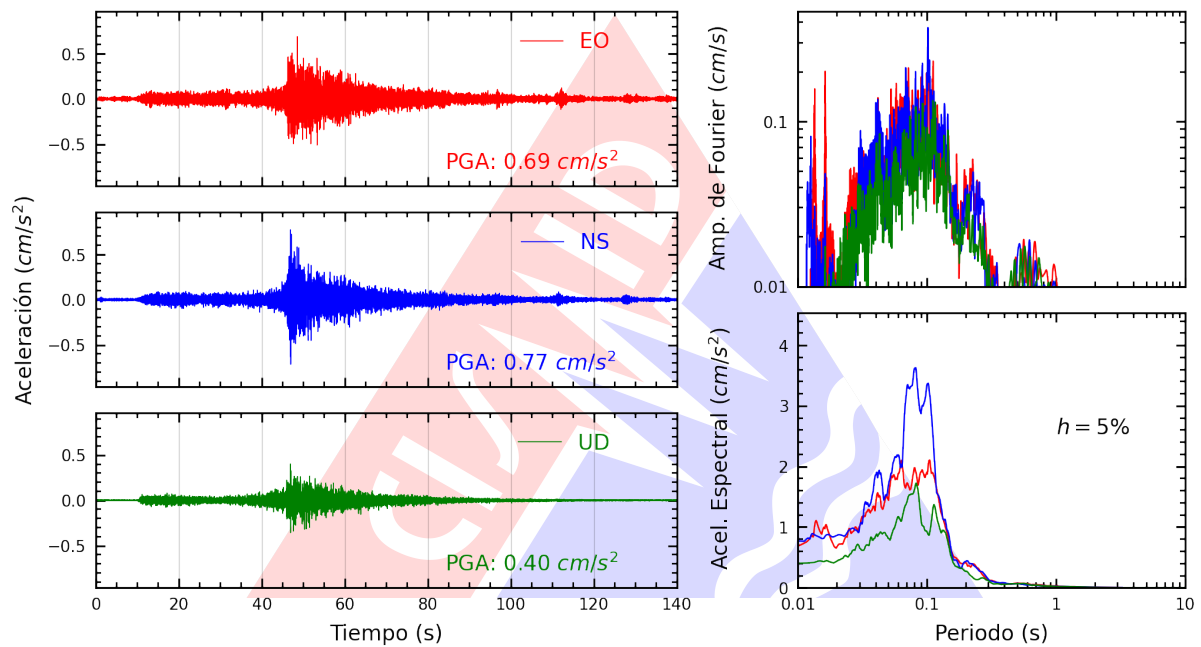 Aceleración (cm/s²)
0.5
0.0
−0.5
EO
PGA: 0.69 cm/s²
0.5
0.0
−0.5
NS
PGA: 0.77 cm/s²
0.5
0.0
−0.5
UD
PGA: 0.40 cm/s²
0 20 40 60 80 100 120 140
Tiempo (s)
Amp. de Fourier (cm/s)
0.1
0.01
Acel. Espectral (cm/s²)
4
3
2
1
0
h = 5%
0.01 0.1 1 10
Periodo (s)
CISMID